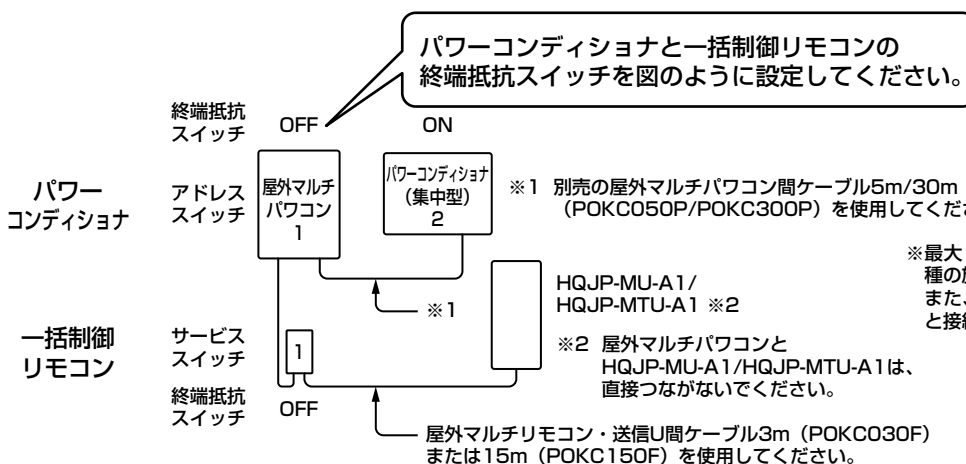 パワーコンディショナと一括制御リモコンの
終端抵抗スイッチを図のように設定してください。
終端抵抗
スイッチ
OFF
ON
パワー
コンディショナ
アドレス
スイッチ
屋外マルチ
パワコン
1
パワーコンディショナ
(集中型)
2
※1 別売の屋外マルチパワコン間ケーブル5m/30m
(POKC050P/POKC300P)を使用してくださ
※最大
また、
と接続
※1
HQJP-MU-A1/
HQJP-MTU-A1 ※2
※2 屋外マルチパワコンと
HQJP-MU-A1/HQJP-MTU-A1は、
直接つながないでください。
一括制御
リモコン
サービス
スイッチ
1
終端抵抗
スイッチ
OFF
屋外マルチリモコン・送信U間ケーブル3m(POKC030F)
または15m(POKC150F)を使用してください。